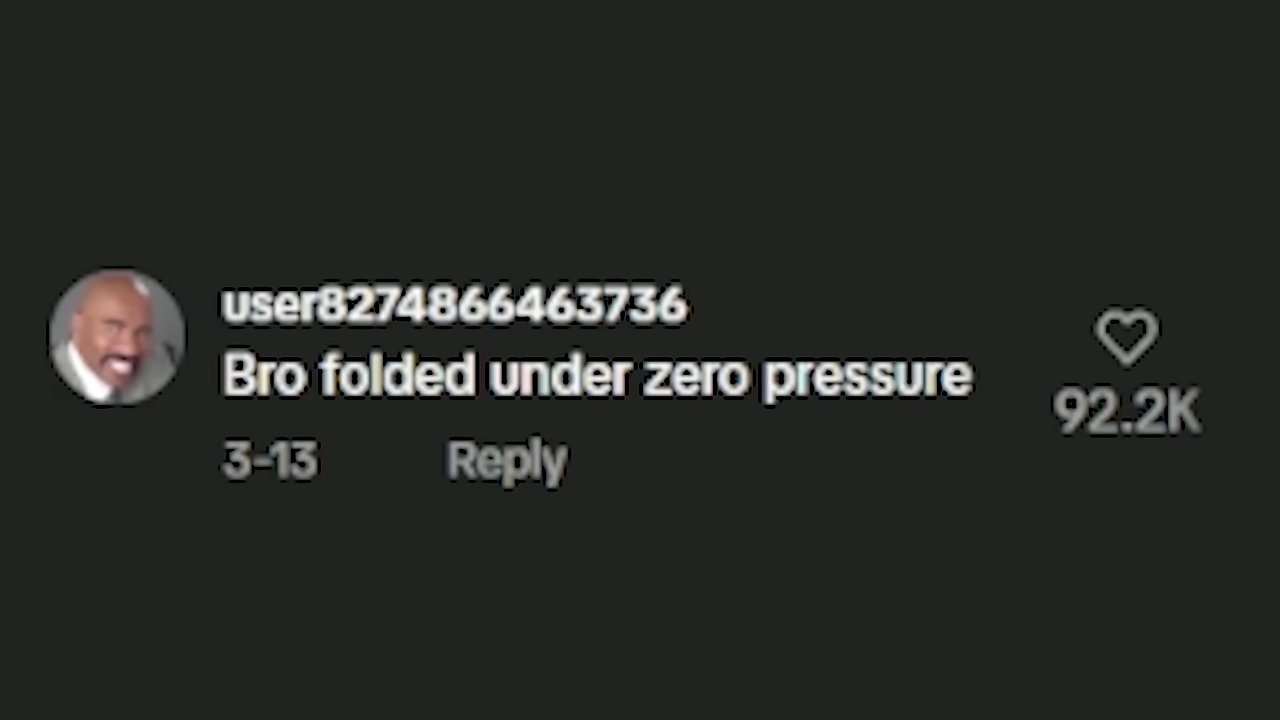 user8274866463736
Bro folded under zero pressure
92.2K
3-13 Reply